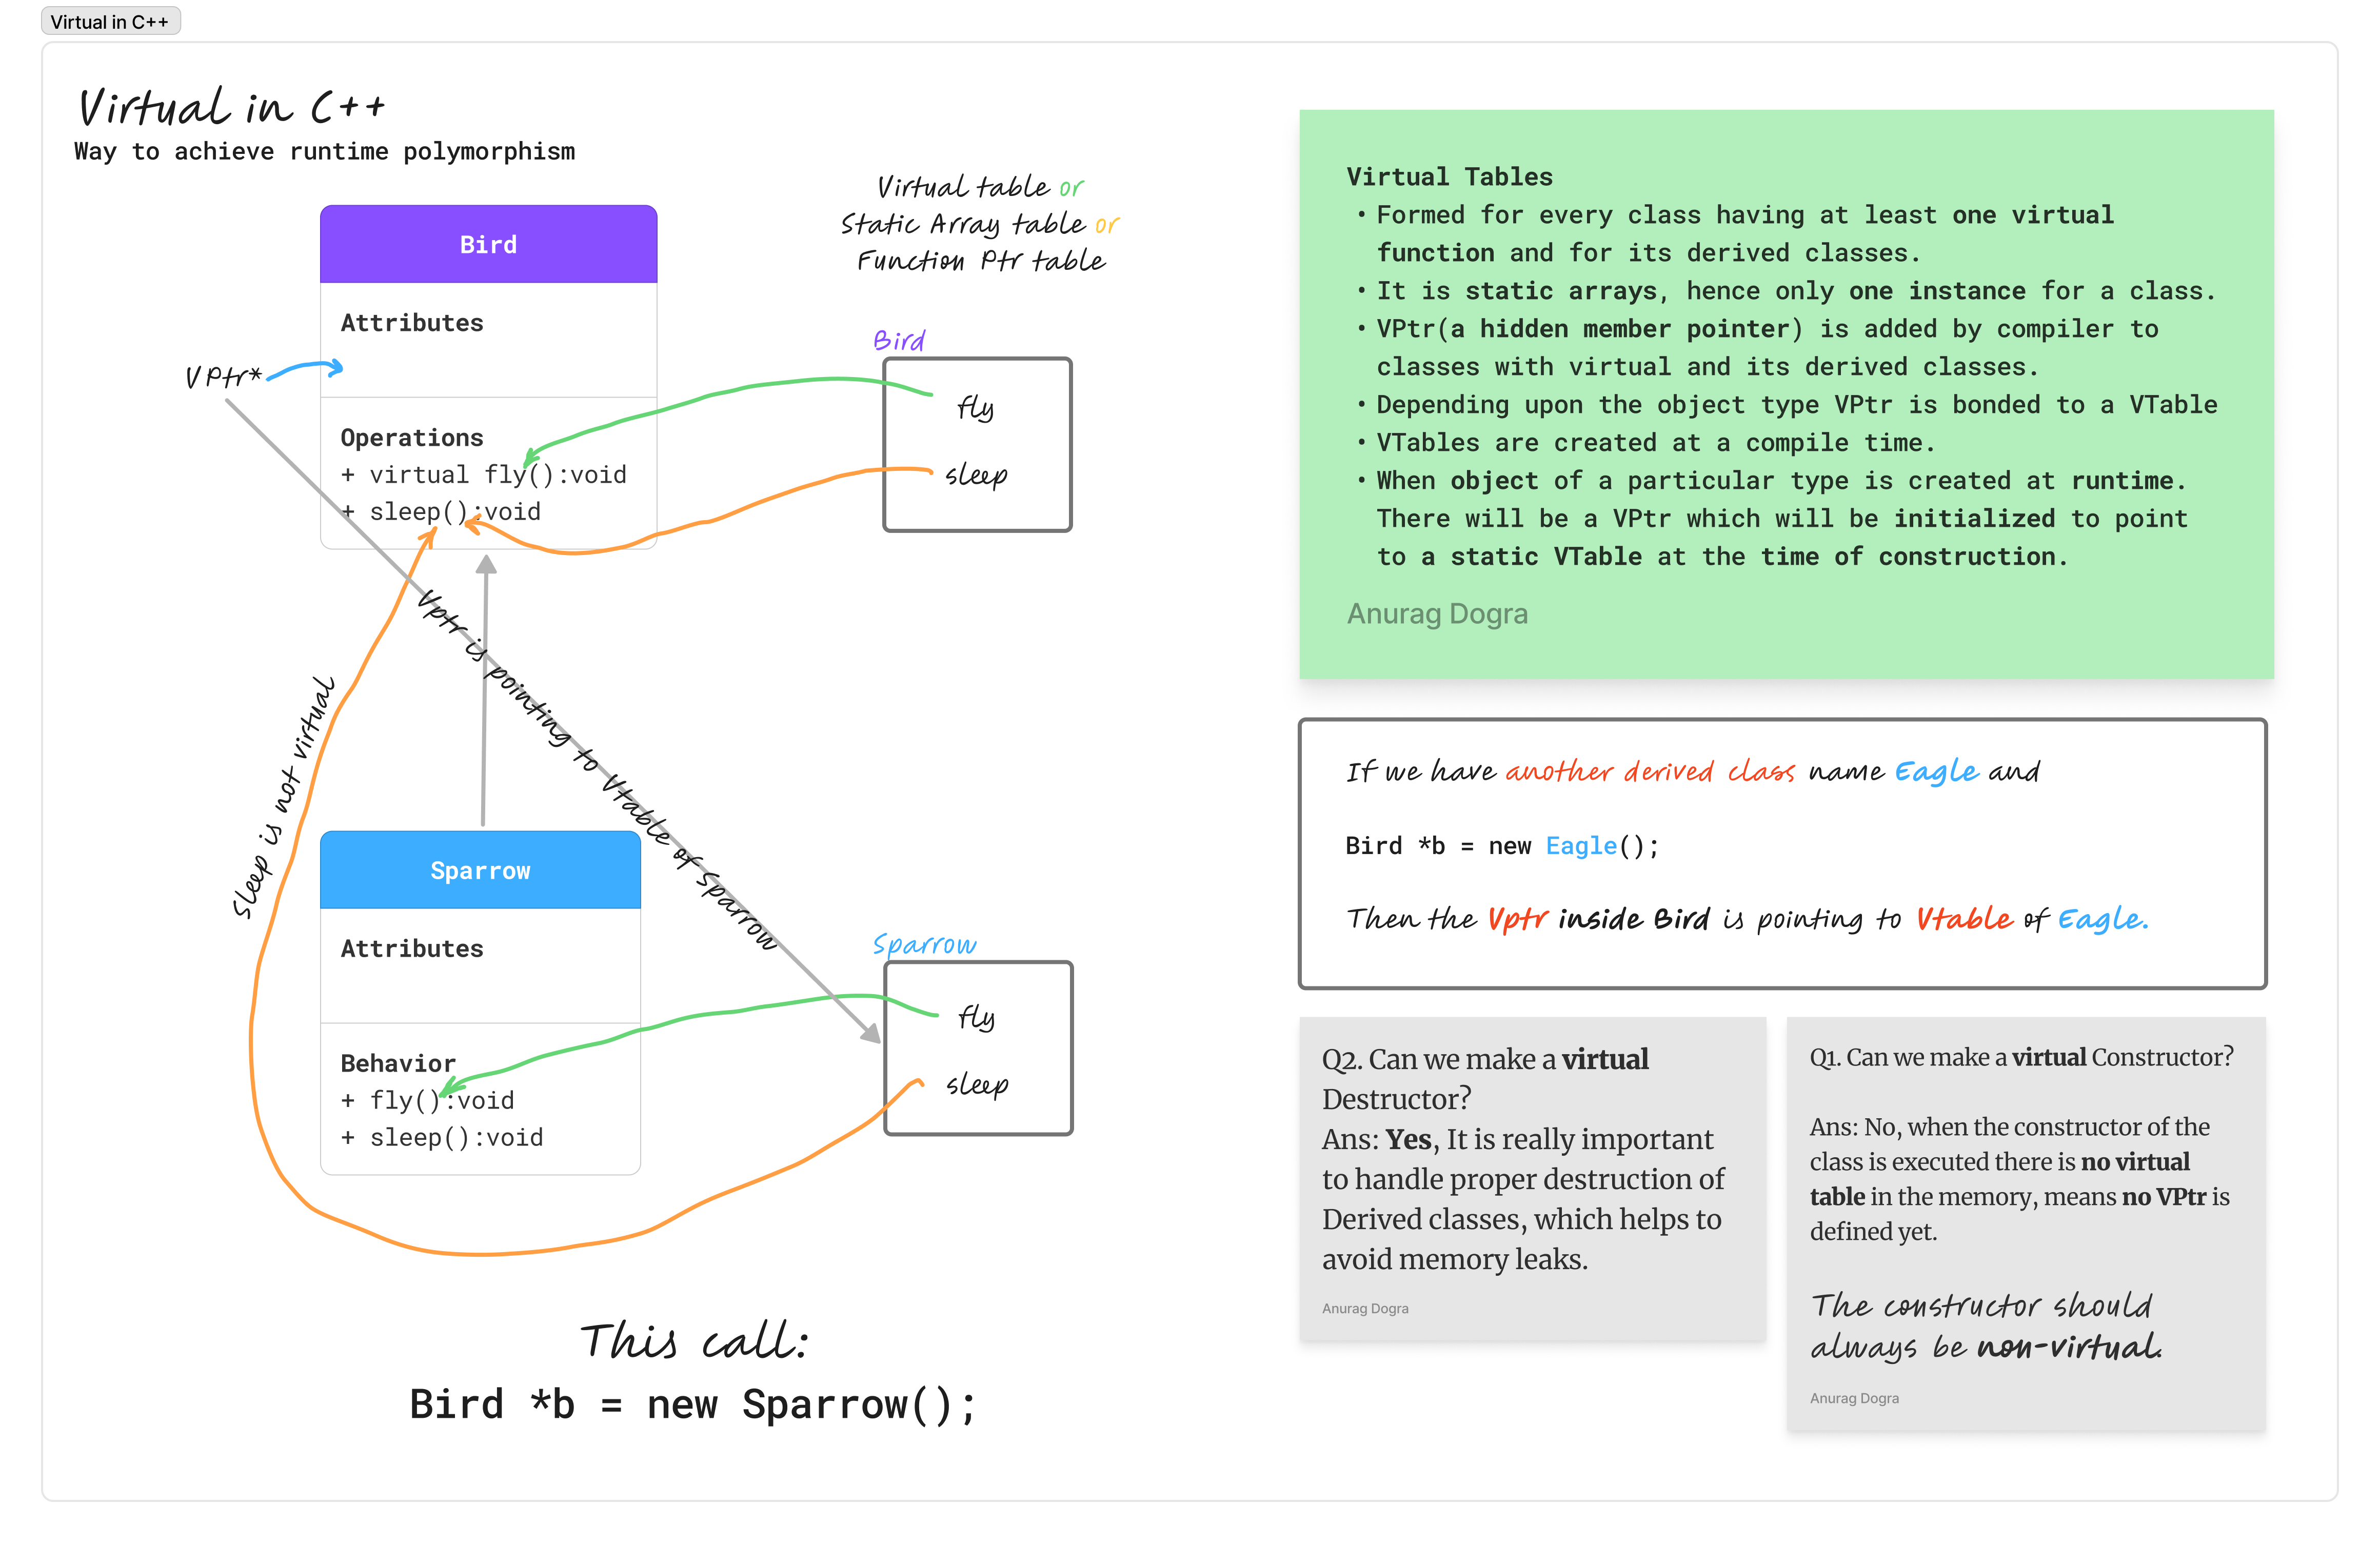 Virtual in C++
Virtual in C++
Way to achieve runtime polymorphism
Virtual table or
Static Array table or
Function Ptr table
Bird
Attributes
VPtr*
Operations
+ virtual fly():void
+ sleep():void
Bird
fly
sleep
Vptr is pointing to Vtable of Sparrow
Sleep is not virtual
Sparrow
Attributes
Behavior
+ fly():void
+ sleep():void
Sparrow
fly
sleep
This call:
Bird *b = new Sparrow();
Virtual Tables
• Formed for every class having at least one virtual
function and for its derived classes.
• It is static arrays, hence only one instance for a class.
• VPtr(a hidden member pointer) is added by compiler to
classes with virtual and its derived classes.
• Depending upon the object type VPtr is bonded to a VTable
• VTables are created at a compile time.
• When object of a particular type is created at runtime.
There will be a VPtr which will be initialized to point
to a static VTable at the time of construction.
Anurag Dogra
If we have another derived class name Eagle and
Bird *b = new Eagle();
Then the Vptr inside Bird is pointing to Vtable of Eagle.
Q2. Can we make a virtual
Destructor?
Ans: Yes, It is really important
to handle proper destruction of
Derived classes, which helps to
avoid memory leaks.
Anurag Dogra
Q1. Can we make a virtual Constructor?
Ans: No, when the constructor of the
class is executed there is no virtual
table in the memory, means no VPtr is
defined yet.
The constructor should
always be non-virtual.
Anurag Dogra